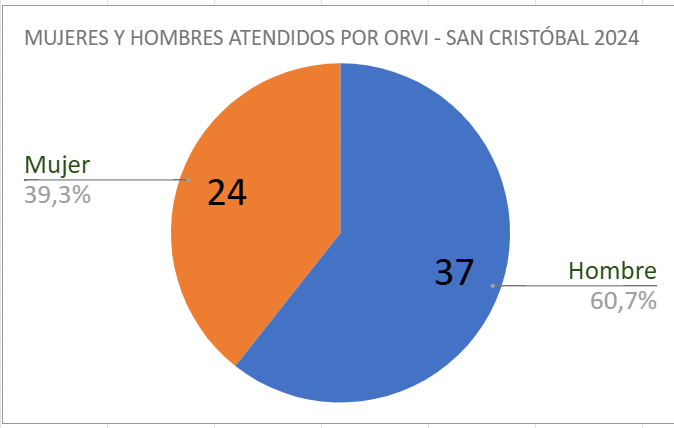 MUJERES Y HOMBRES ATENDIDOS POR ORVI - SAN CRISTÓBAL 2024
Mujer
39,3%
24
37
Hombre
60,7%